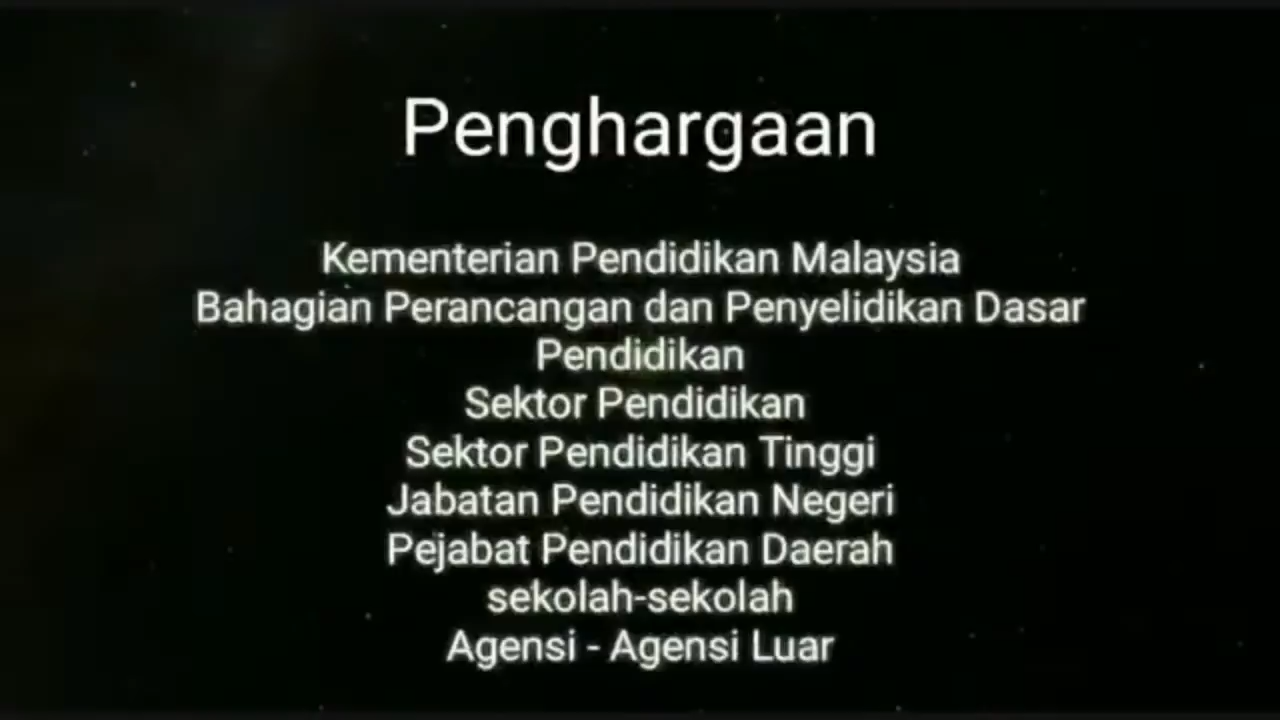 Penghargaan
Kementerian Pendidikan Malaysia
Bahagian Perancangan dan Penyelidikan Dasar
Pendidikan
Sektor Pendidikan
Sektor Pendidikan Tinggi
Jabatan Pendidikan Negeri
Pejabat Pendidikan Daerah
sekolah-sekolah
Agensi - Agensi Luar